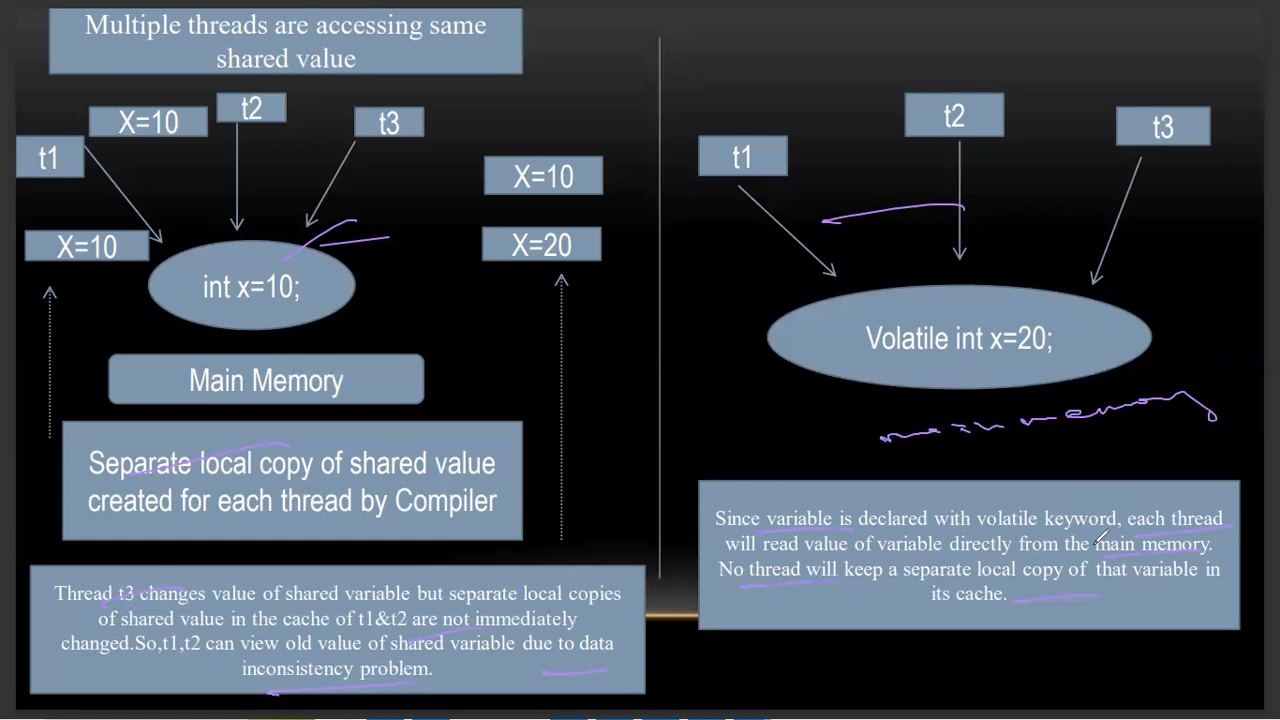 Multiple threads are accessing same
shared value
t1
X=10
t2
t3
X=10
X=10
X=20
int x=10;
Main Memory
Separate local copy of shared value
created for each thread by Compiler
Thread t3 changes value of shared variable but separate local copies
of shared value in the cache of t1&t2 are not immediately
changed.So,t1,t2 can view old value of shared variable due to data
inconsistency problem.
t1
t2
t3
Volatile int x=20;
Since variable is declared with volatile keyword, each thread
will read value of variable directly from the main memory.
No thread will keep a separate local copy of that variable in
its cache.